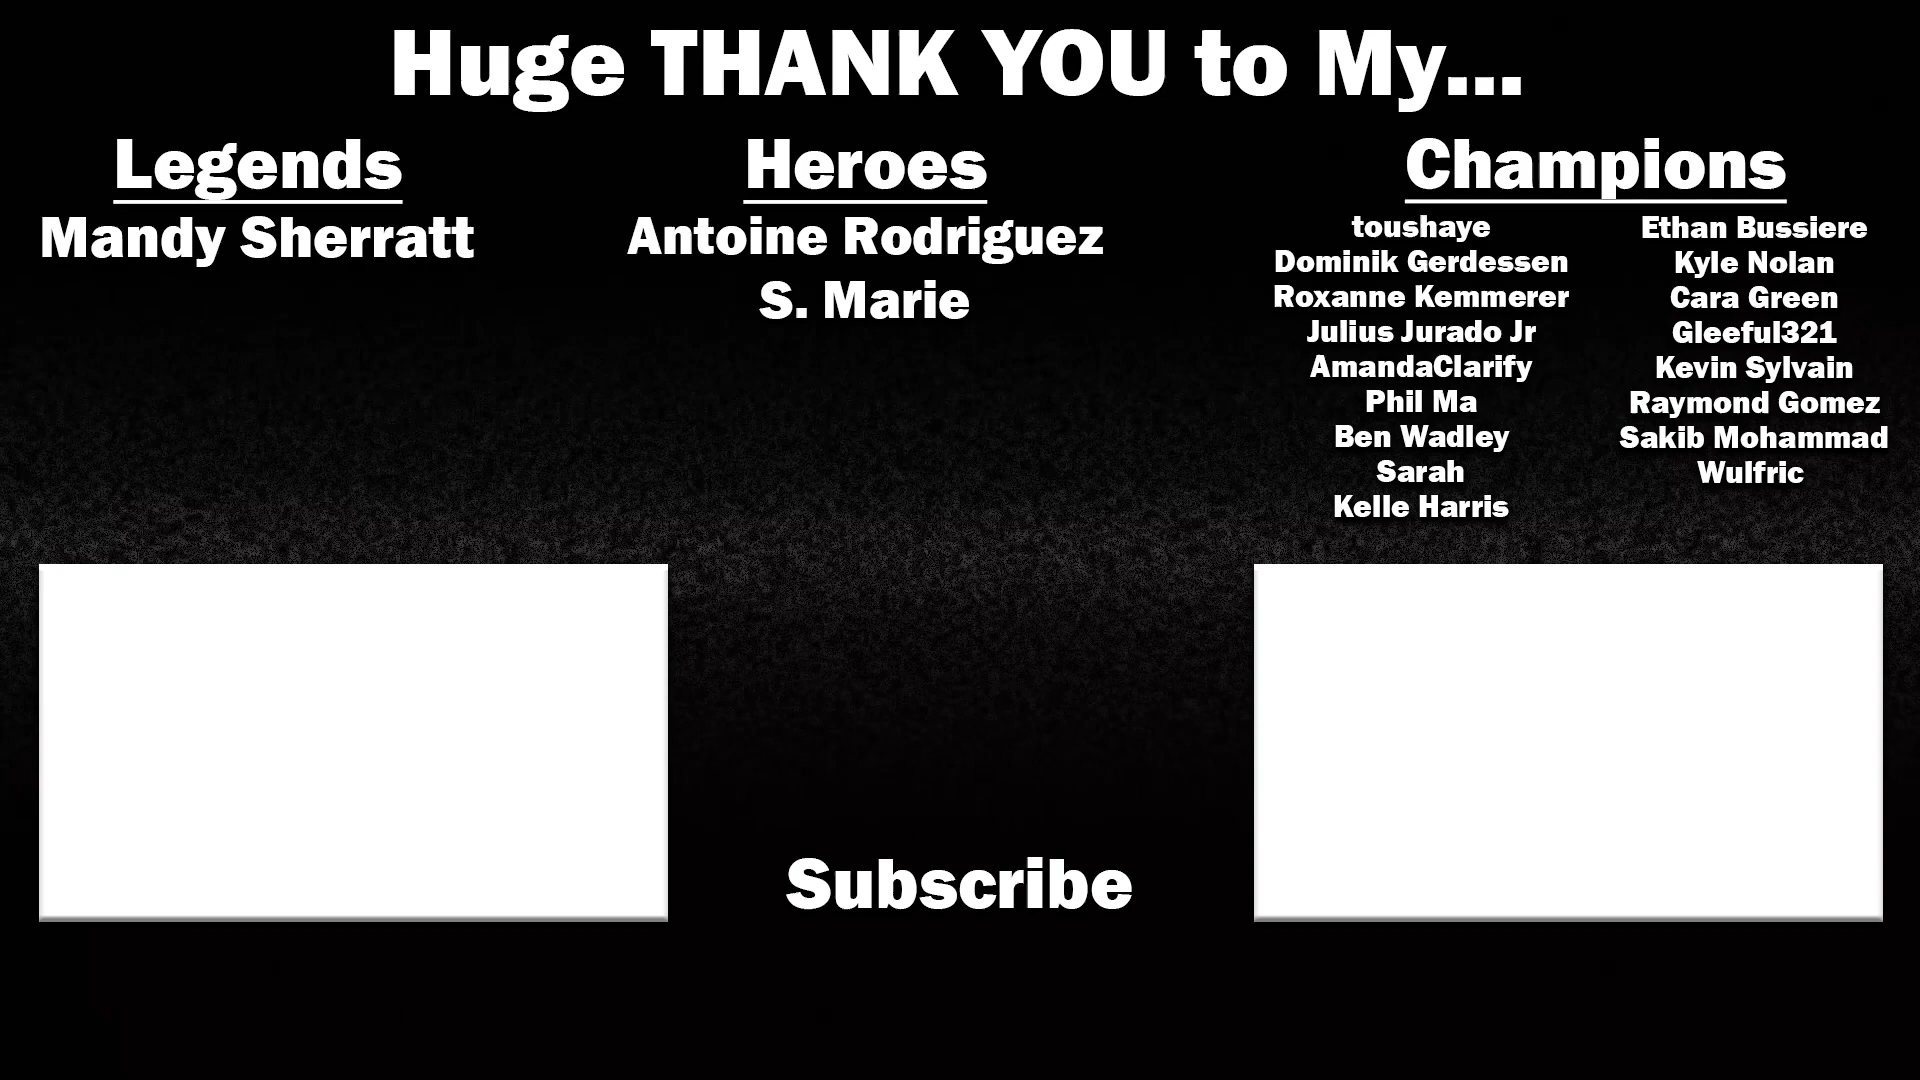 Huge THANK YOU to My...
Legends
Mandy Sherratt
Heroes
Antoine Rodriguez
S. Marie
Champions
toushaye
Dominik Gerdessen
Roxanne Kemmerer
Julius Jurado Jr
AmandaClarify
Phil Ma
Ben Wadley
Sarah
Kelle Harris
Ethan Bussiere
Kyle Nolan
Cara Green
Gleeful321
Kevin Sylvain
Raymond Gomez
Sakib Mohammad
Wulfric
Subscribe